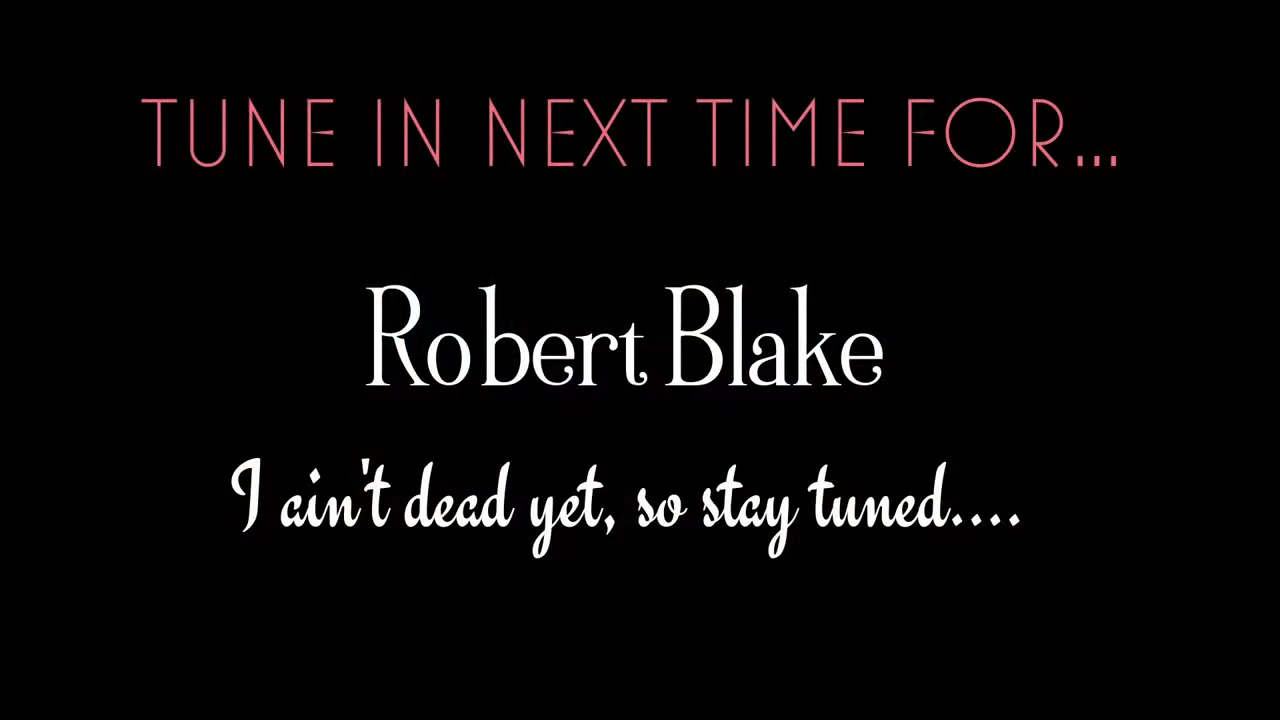 TUNE IN NEXT TIME FOR...
Robert Blake
I ain't dead yet, so stay tuned....